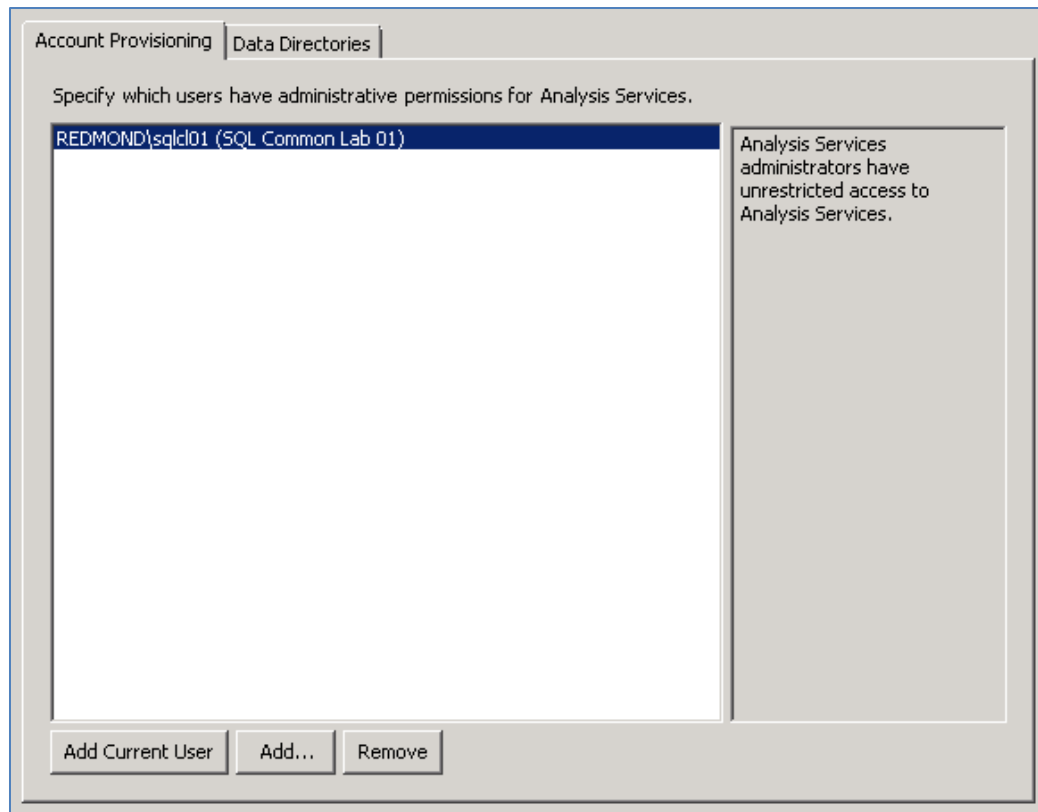 Account Provisioning
Data Directories
Specify which users have administrative permissions for Analysis Services.
REDMOND\sqlcl01 (SQL Common Lab 01)
Analysis Services
administrators have
unrestricted access to
Analysis Services.
Add Current User
Add...
Remove